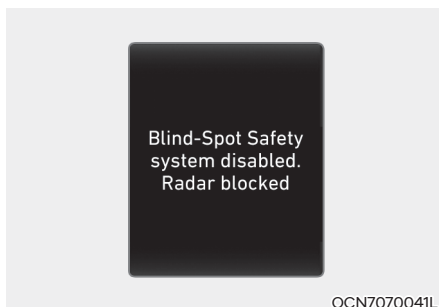 Blind-Spot Safety
system disabled.
Radar blocked
OCN7070041L